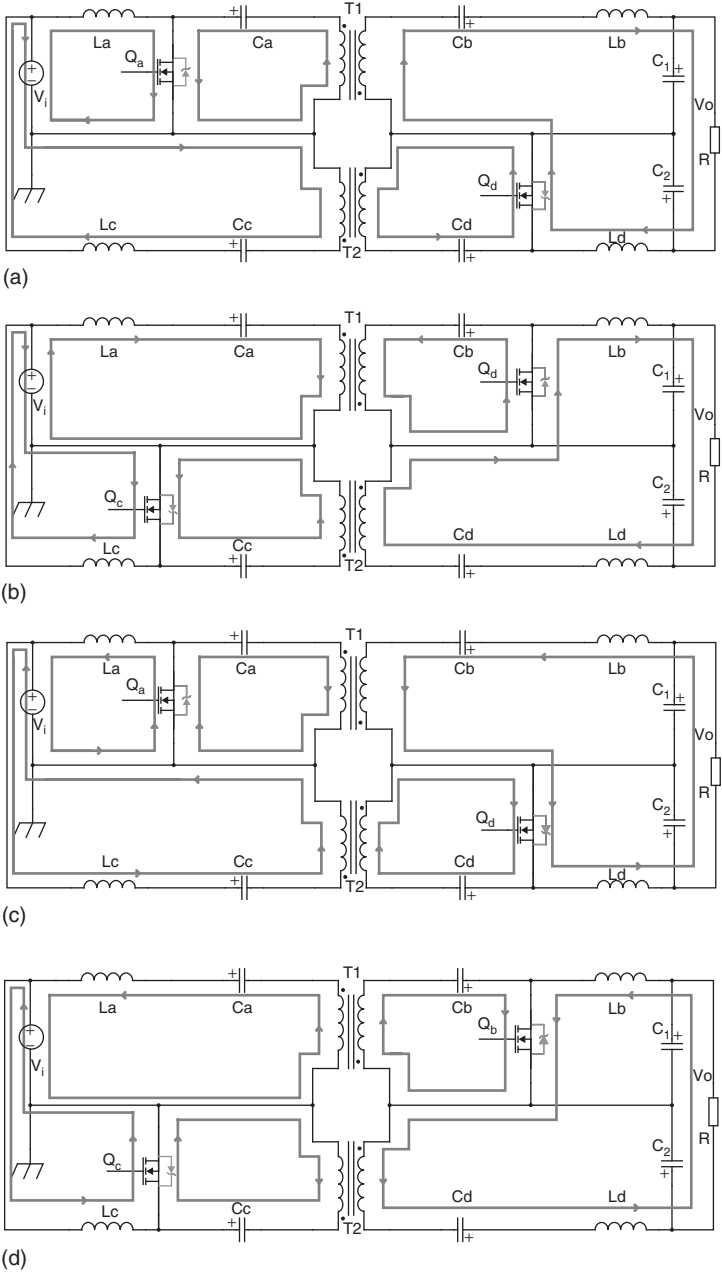 T1
La Ca Cb Lb
Qa
Vi
C1 +
Vo
R
Qd
C2
+
Lc Cc Cd Ld
T2
(a)
T1
La Ca Cb Lb
Qd
Vi
C1 +
Vo
R
Qc
C2
+
Lc Cc Cd Ld
T2
(b)
T1
La Ca Cb Lb
Qa
Vi
C1 +
Vo
R
Qd
C2
+
Lc Cc Cd Ld
T2
(c)
T1
La Ca Cb Lb
Qb
Vi
C1 +
Vo
R
Qc
C2
+
Lc Cc Cd Ld
T2
(d)